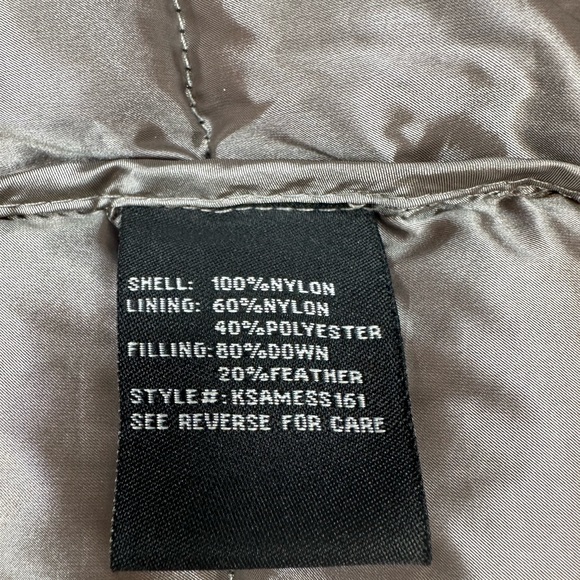 SHELL: 100%NYLON
LINING: 60%NYLON
40%POLYESTER
FILLING:80%DOWN
20%FEATHER
STYLE#:KSAMESS161
SEE REVERSE FOR CARE